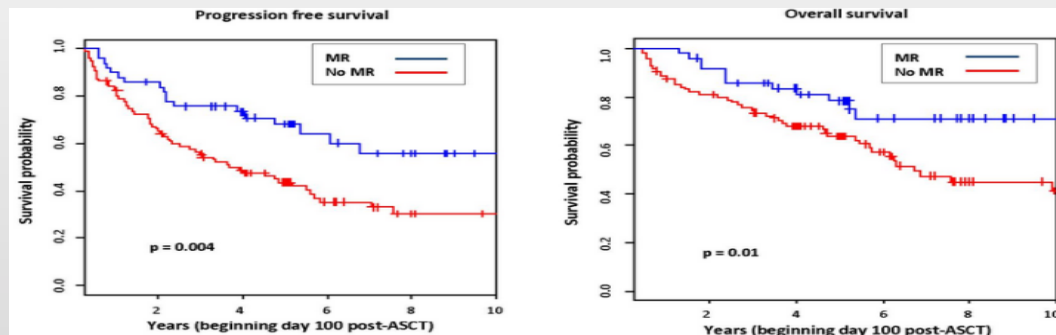 Progression free survival
MR
No MR
Survival probability
1.0
0.8
0.6
0.4
0.2
0.0
p = 0.004
2
4
6
8
10
Years (beginning day 100 post-ASCT)
Overall survival
MR
No MR
Survival probability
1.0
0.8
0.6
0.4
0.2
0.0
p = 0.01
2
4
6
8
10
Years (beginning day 100 post-ASCT)